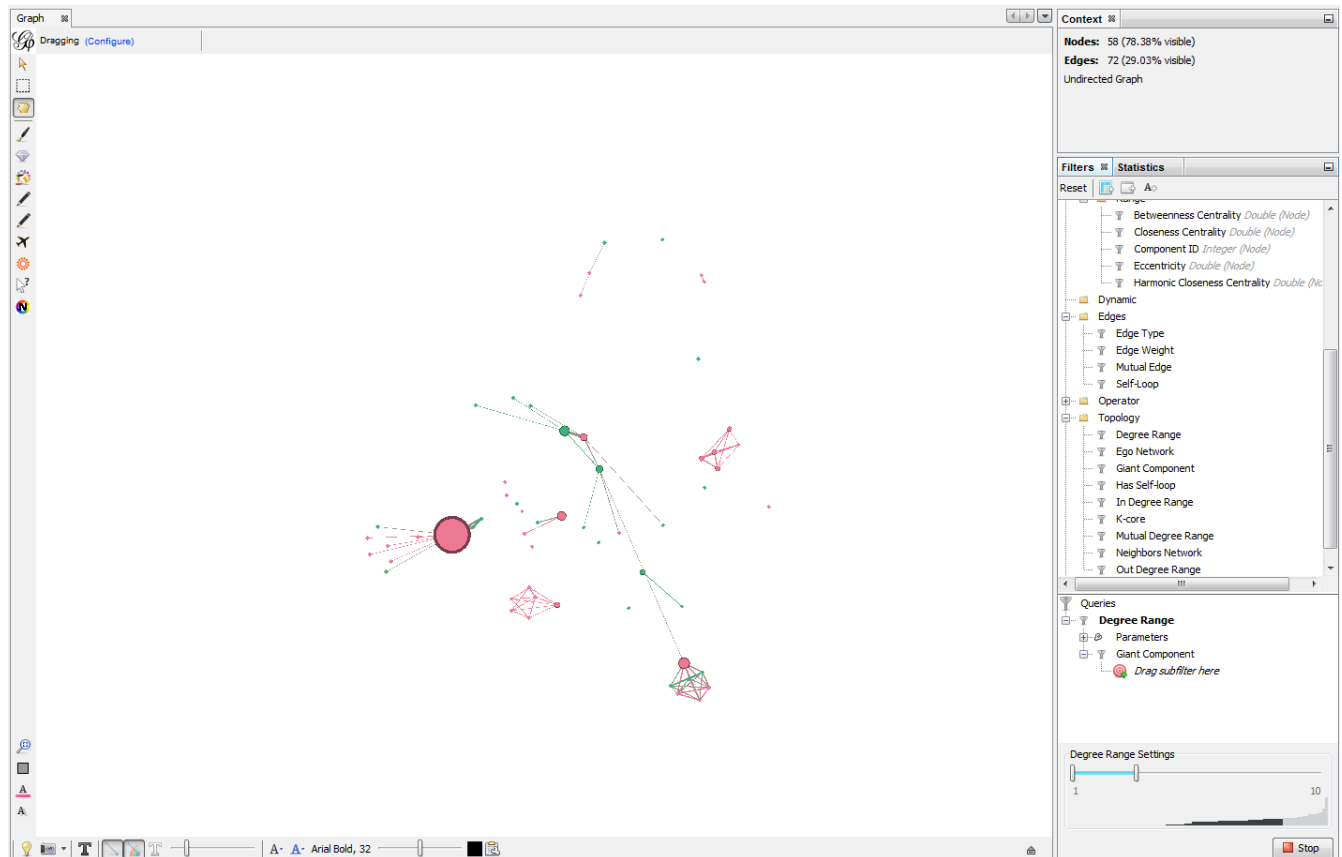 Graph
Dragging (Configure)
Arial Bold, 32
Context
Nodes: 58 (78.38% visible)
Edges: 72 (29.03% visible)
Undirected Graph
Filters Statistics
Reset
Range
Betweenness Centrality Double (Node)
Closeness Centrality Double (Node)
Component ID Integer (Node)
Eccentricity Double (Node)
Harmonic Closeness Centrality Double (No
Dynamic
Edges
Edge Type
Edge Weight
Mutual Edge
Self-Loop
Operator
Topology
Degree Range
Ego Network
Giant Component
Has Self-loop
In Degree Range
K-core
Mutual Degree Range
Neighbors Network
Out Degree Range
Queries
Degree Range
Parameters
Giant Component
Drag subfilter here
Degree Range Settings
1 10
Stop